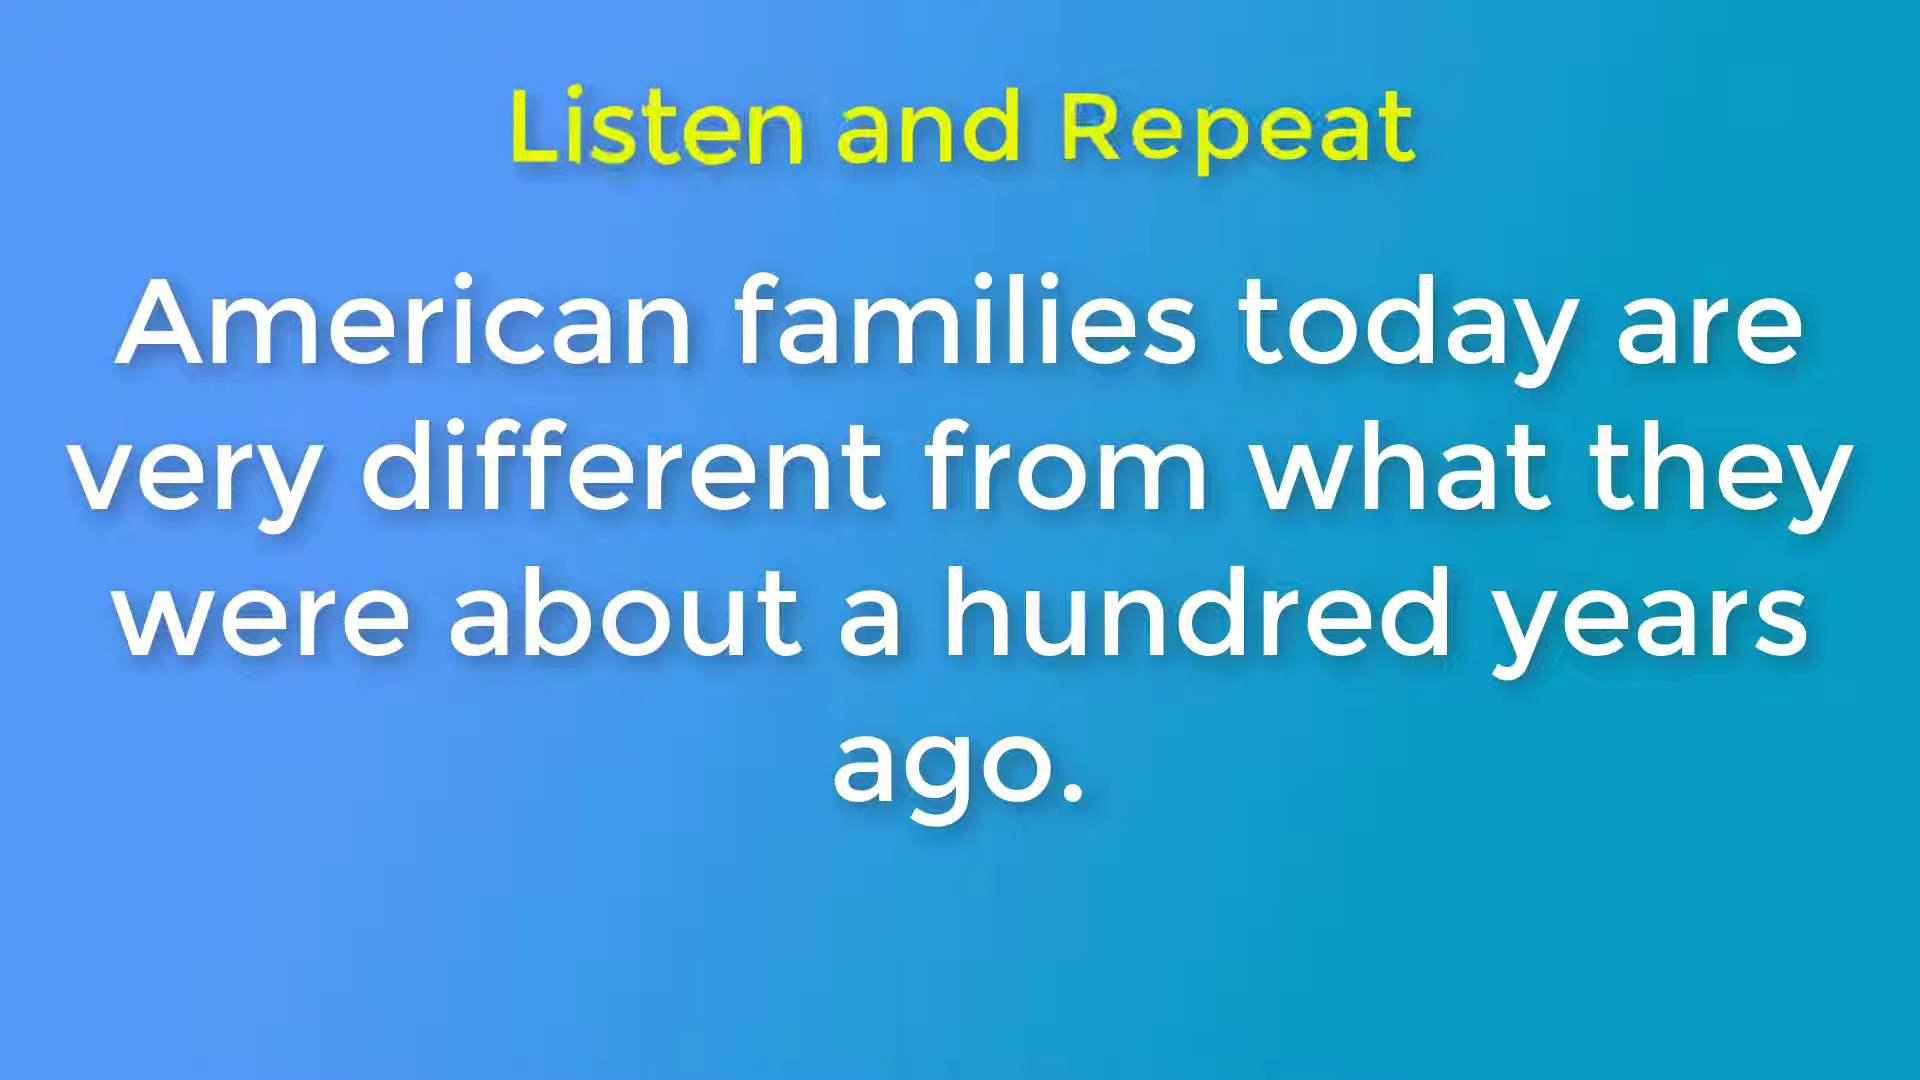 Listen and Repeat
American families today are
very different from what they
were about a hundred years
ago.